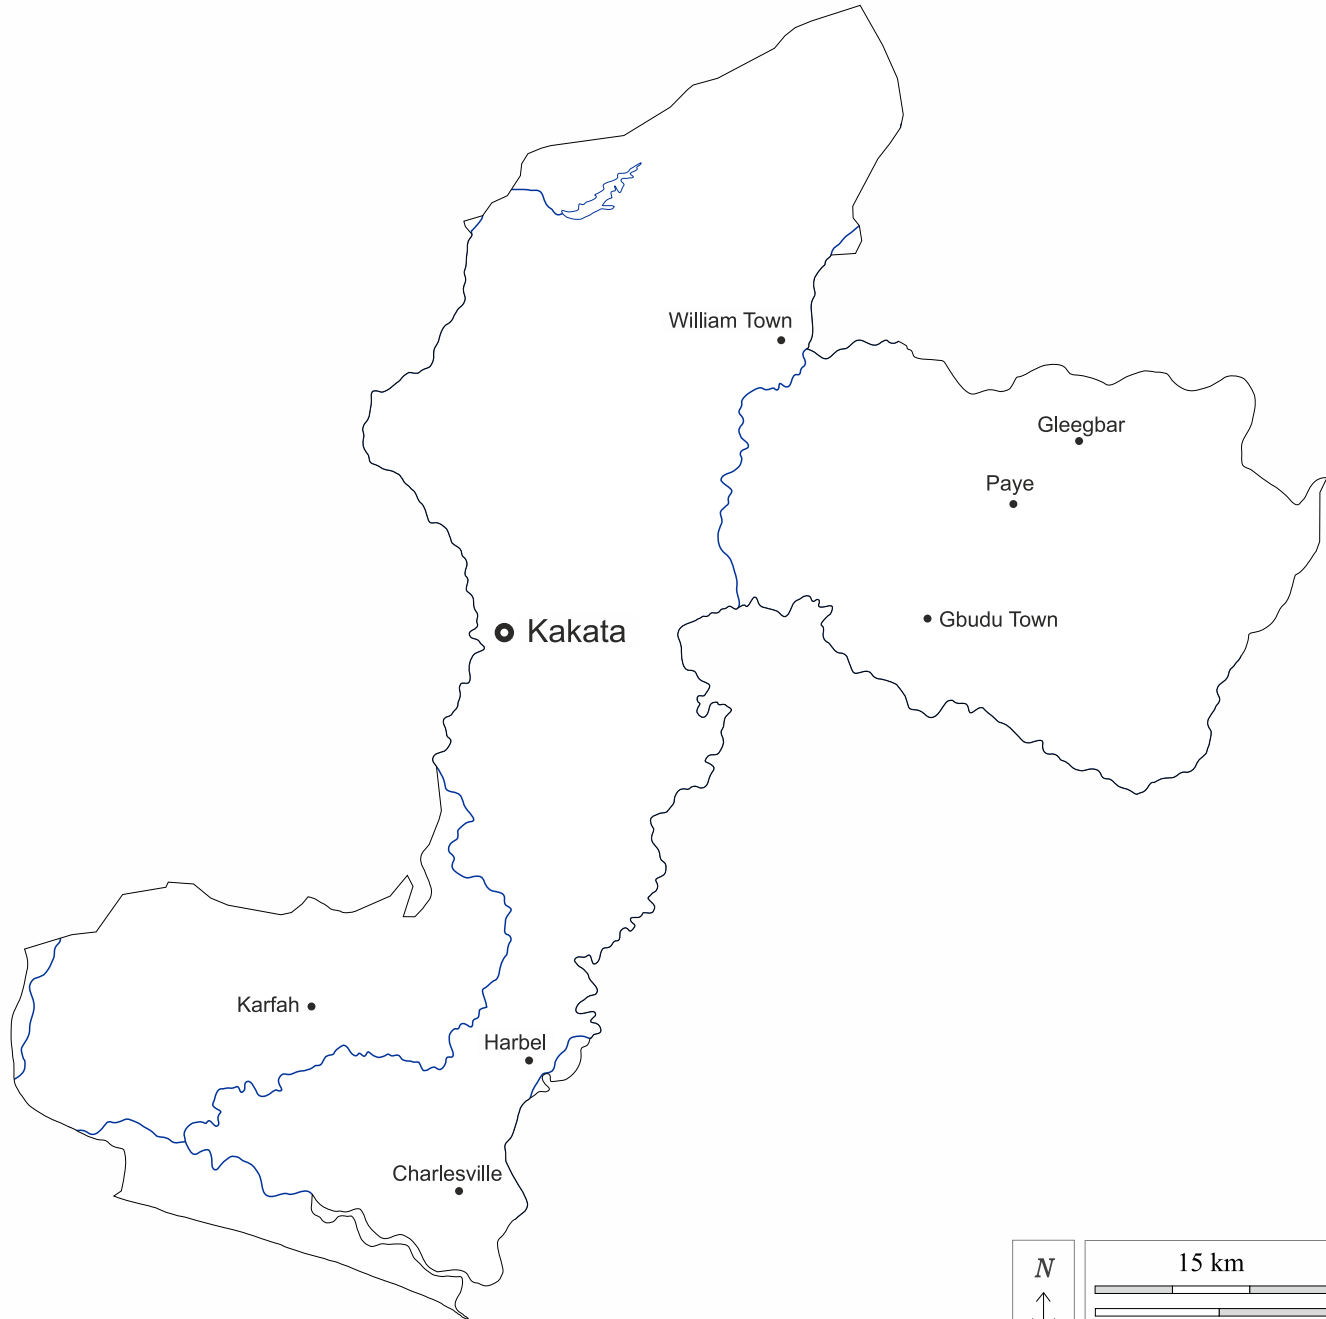 William Town
Gleegbar
Paye
Gbudu Town
Kakata
Karfah
Harbel
Charlesville
N
15 km